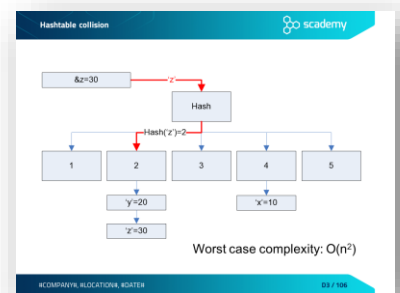 Hashtable collision
scademy
&z=30
'z'
Hash
Hash('z')=2
1
2
3
4
5
'y'=20
'x'=10
'z'=30
Worst case complexity: O(n²)
#COMPANY#, #LOCATION#, #DATE#
D3 / 106